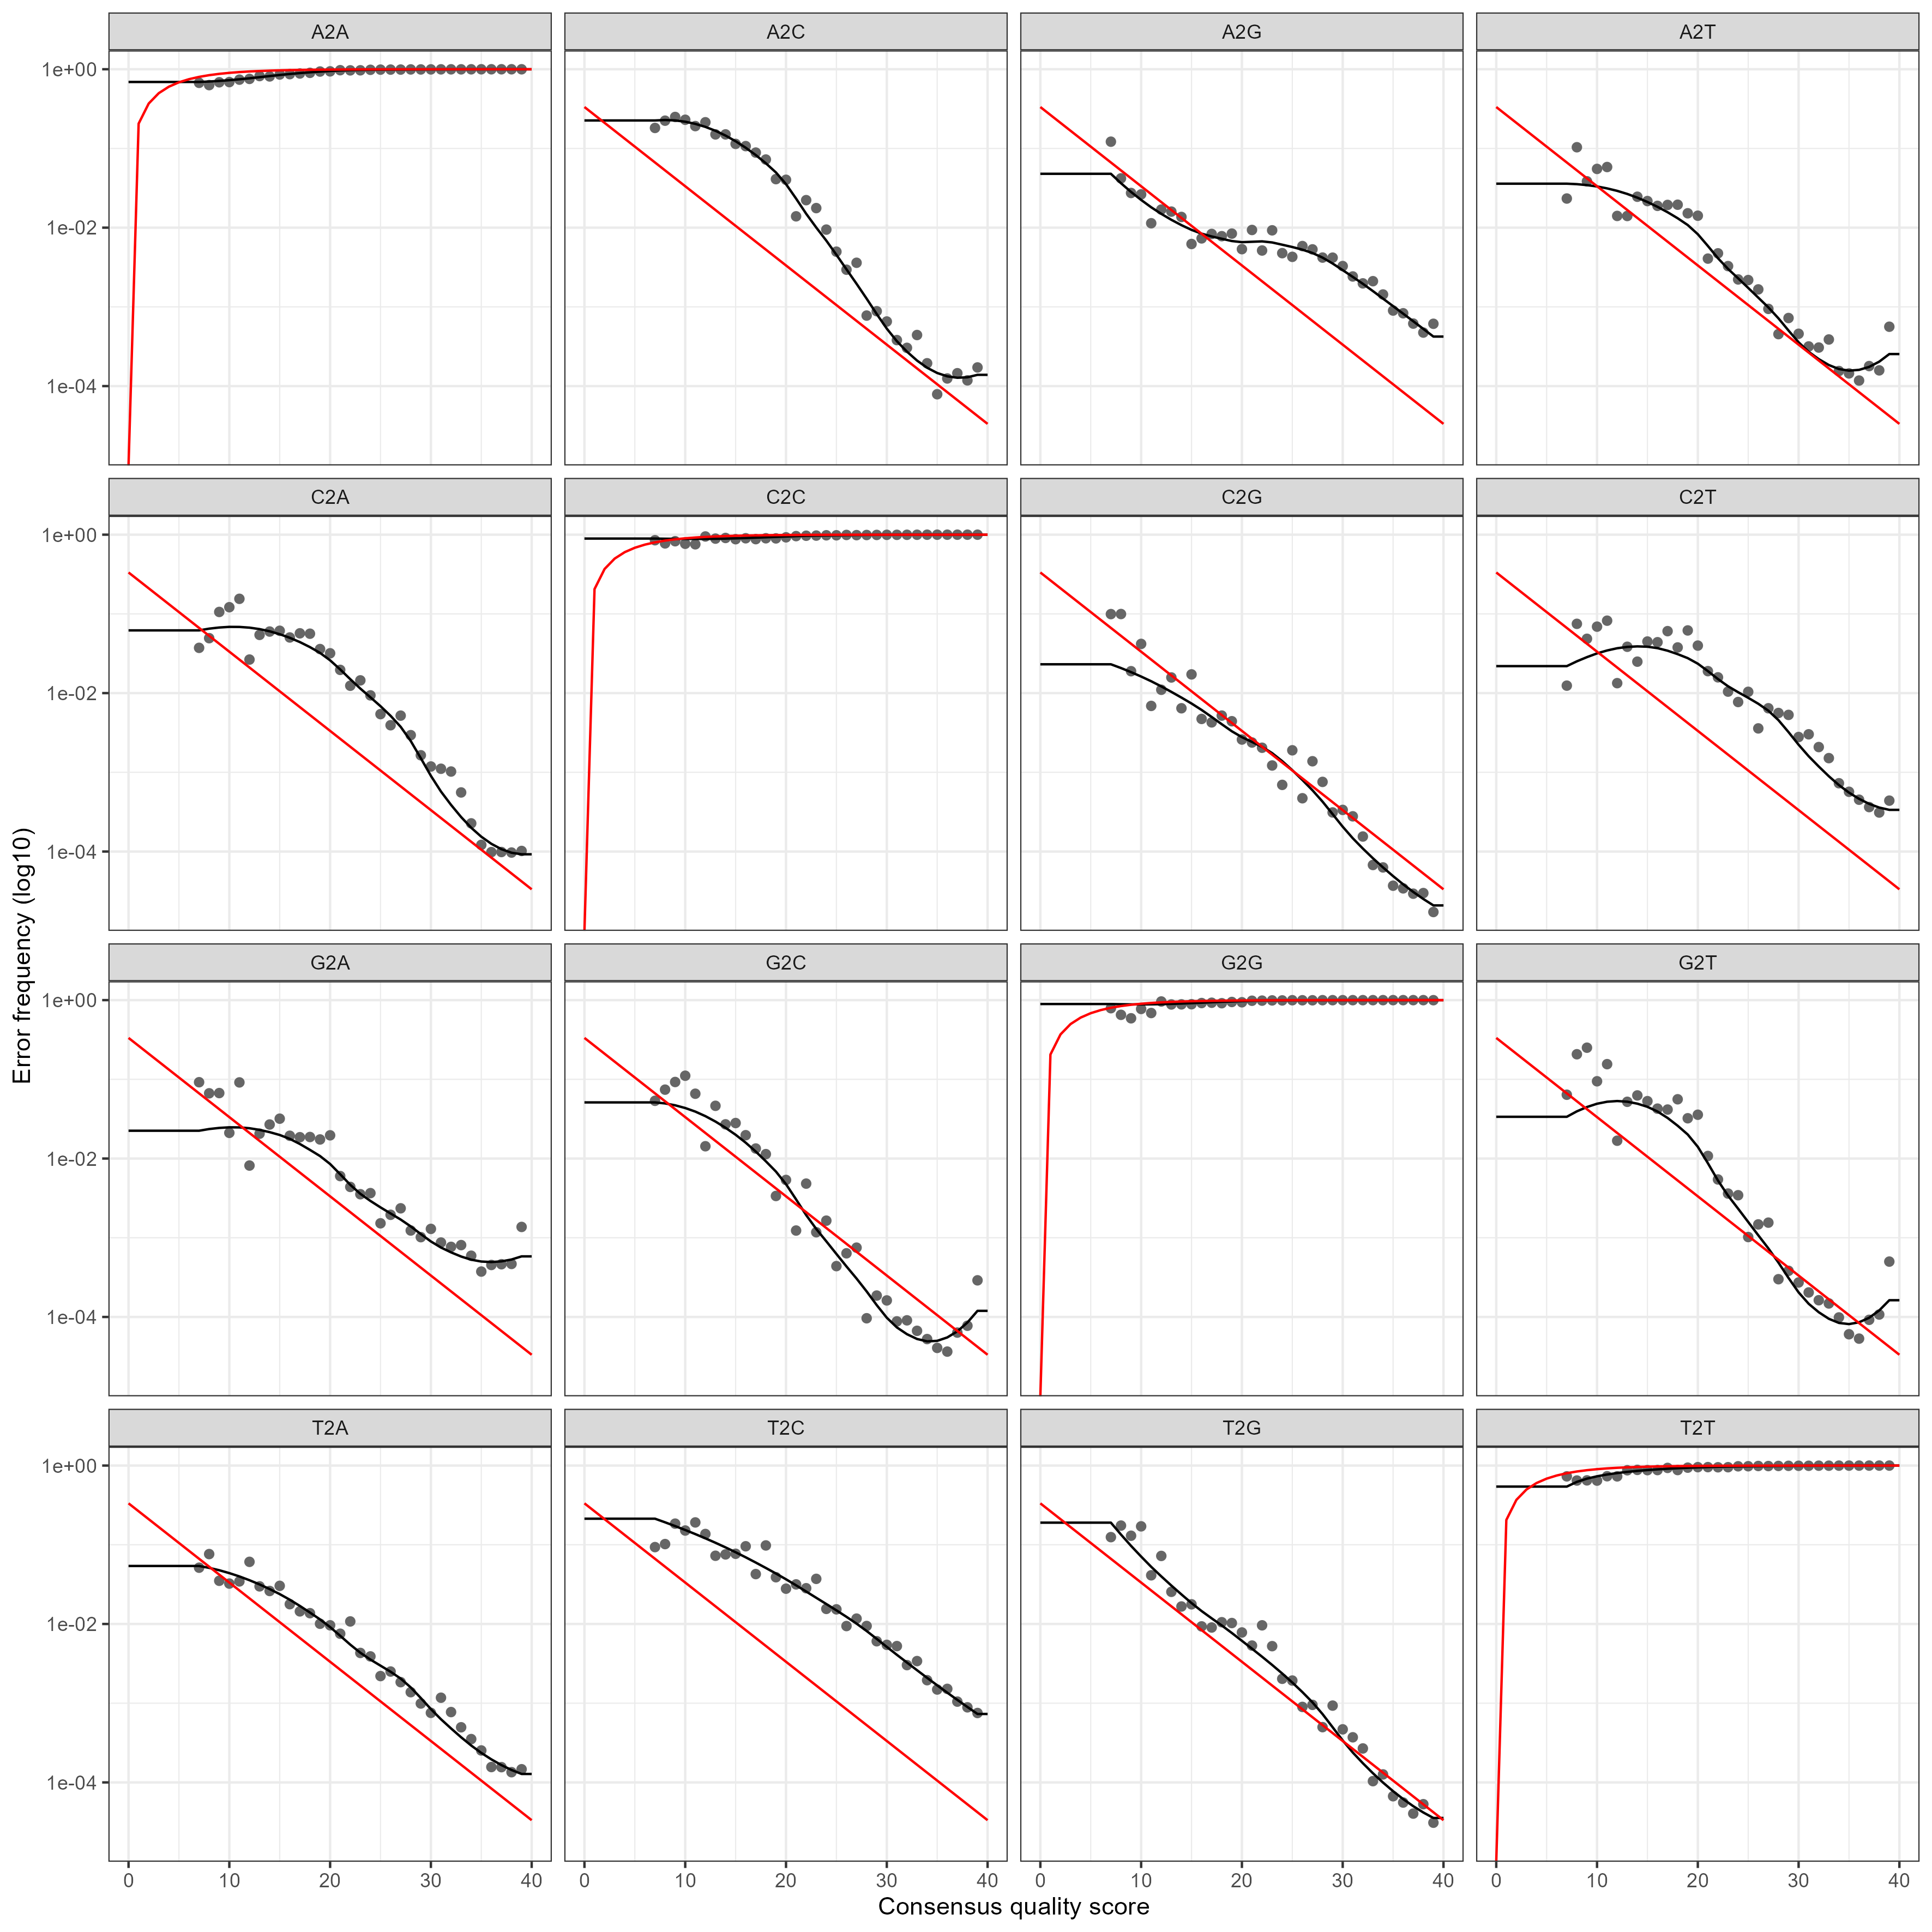 A2A A2C A2G A2T
1e+00
1e-02
1e-04
C2A C2C C2G C2T
1e+00
1e-02
1e-04
G2A G2C G2G G2T
1e+00
1e-02
1e-04
T2A T2C T2G T2T
1e+00
1e-02
1e-04
0 10 20 30 40 0 10 20 30 40 0 10 20 30 40 0 10 20 30 40
Consensus quality score
Error frequency (log10)